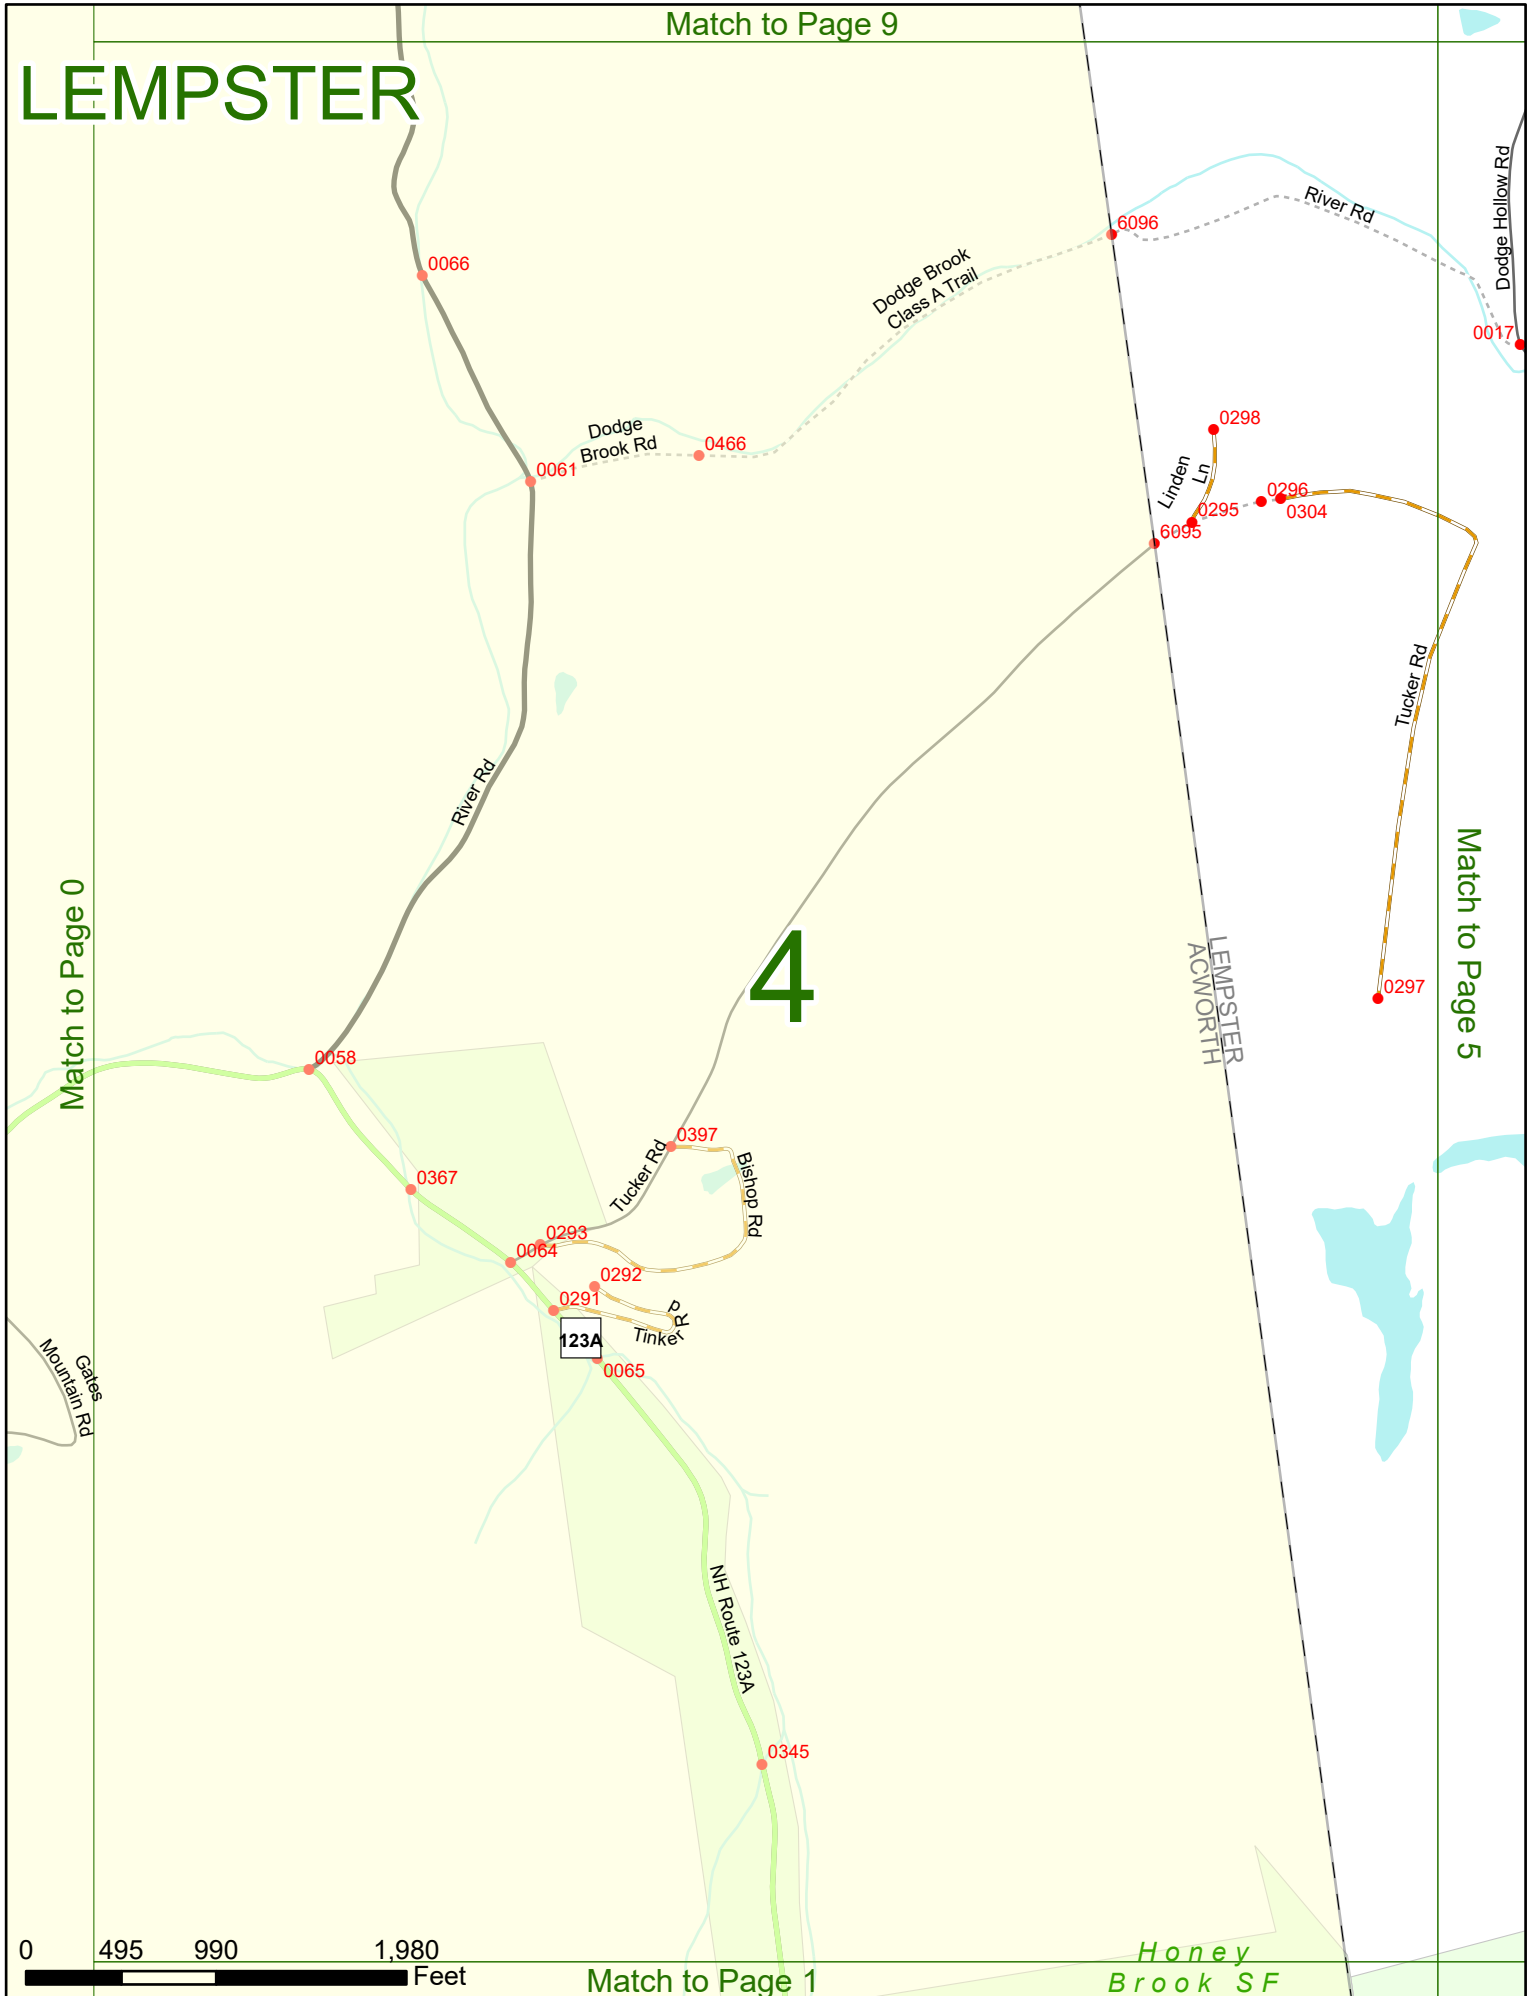 Match to Page 9
LEMPSTER
Dodge Hollow Rd
River Rd
6096
0066
Dodge Brook
Class A Trail
0017
0298
Dodge
Brook Rd
0466
0061
Linden
Ln
0296
0295
0304
6095
Tucker Rd
River Rd
Match to Page 0
4
Match to Page 5
LEMPSTER
ACWORTH
0297
0058
0397
Tucker Rd
Bishop Rd
0367
0293
0064
0292
0291
Tinker Rd
123A
0065
Gates
Mountain Rd
NH Route 123A
0345
0 495 990 1,980
Feet
Match to Page 1
Honey
Brook SF